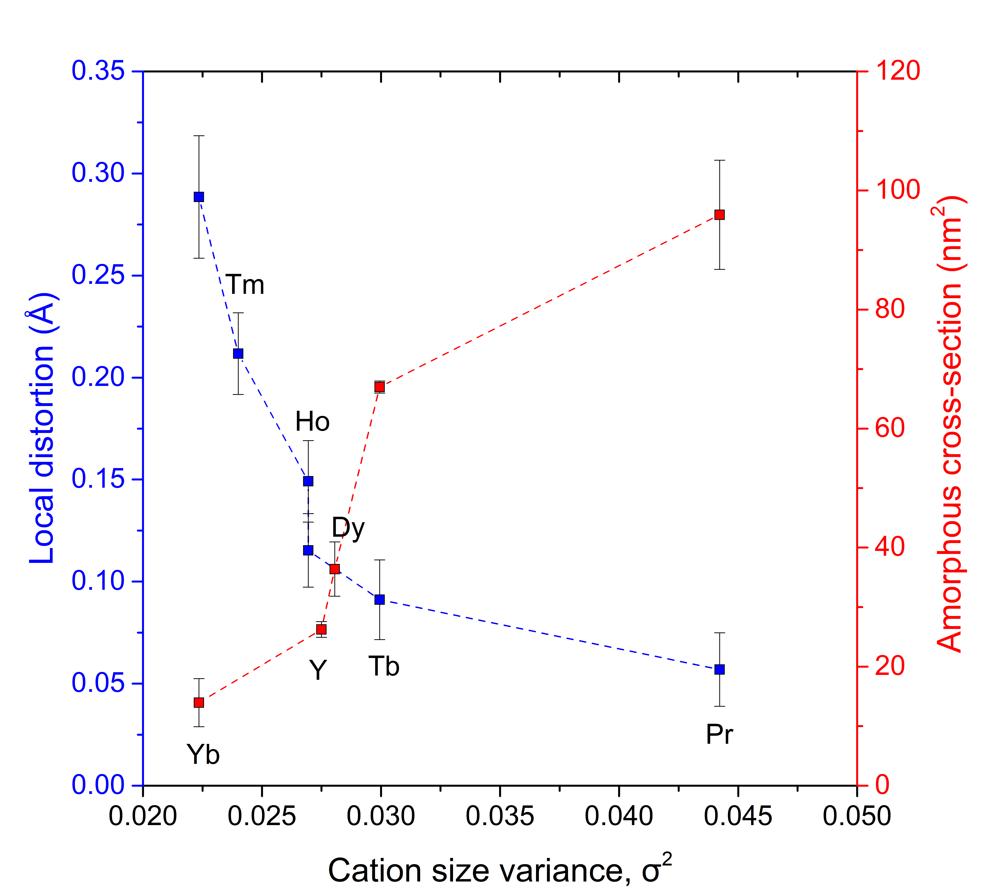 0.35
0.30
0.25
0.20
0.15
0.10
0.05
0.00
Local distortion (Å)
120
100
80
60
40
20
0
Amorphous cross-section (nm²)
Tm
Ho
Dy
Y
Tb
Yb
Pr
0.020 0.025 0.030 0.035 0.040 0.045 0.050
Cation size variance, σ²